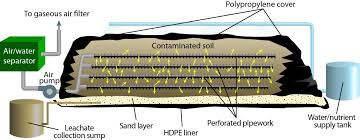 To gaseous air filter
Polypropylene cover
Contaminated soil
Air/water
separator
Air
pump
Leachate
collection sump
Sand layer
HDPE liner
Perforated pipework
Water/nutrient
supply tank